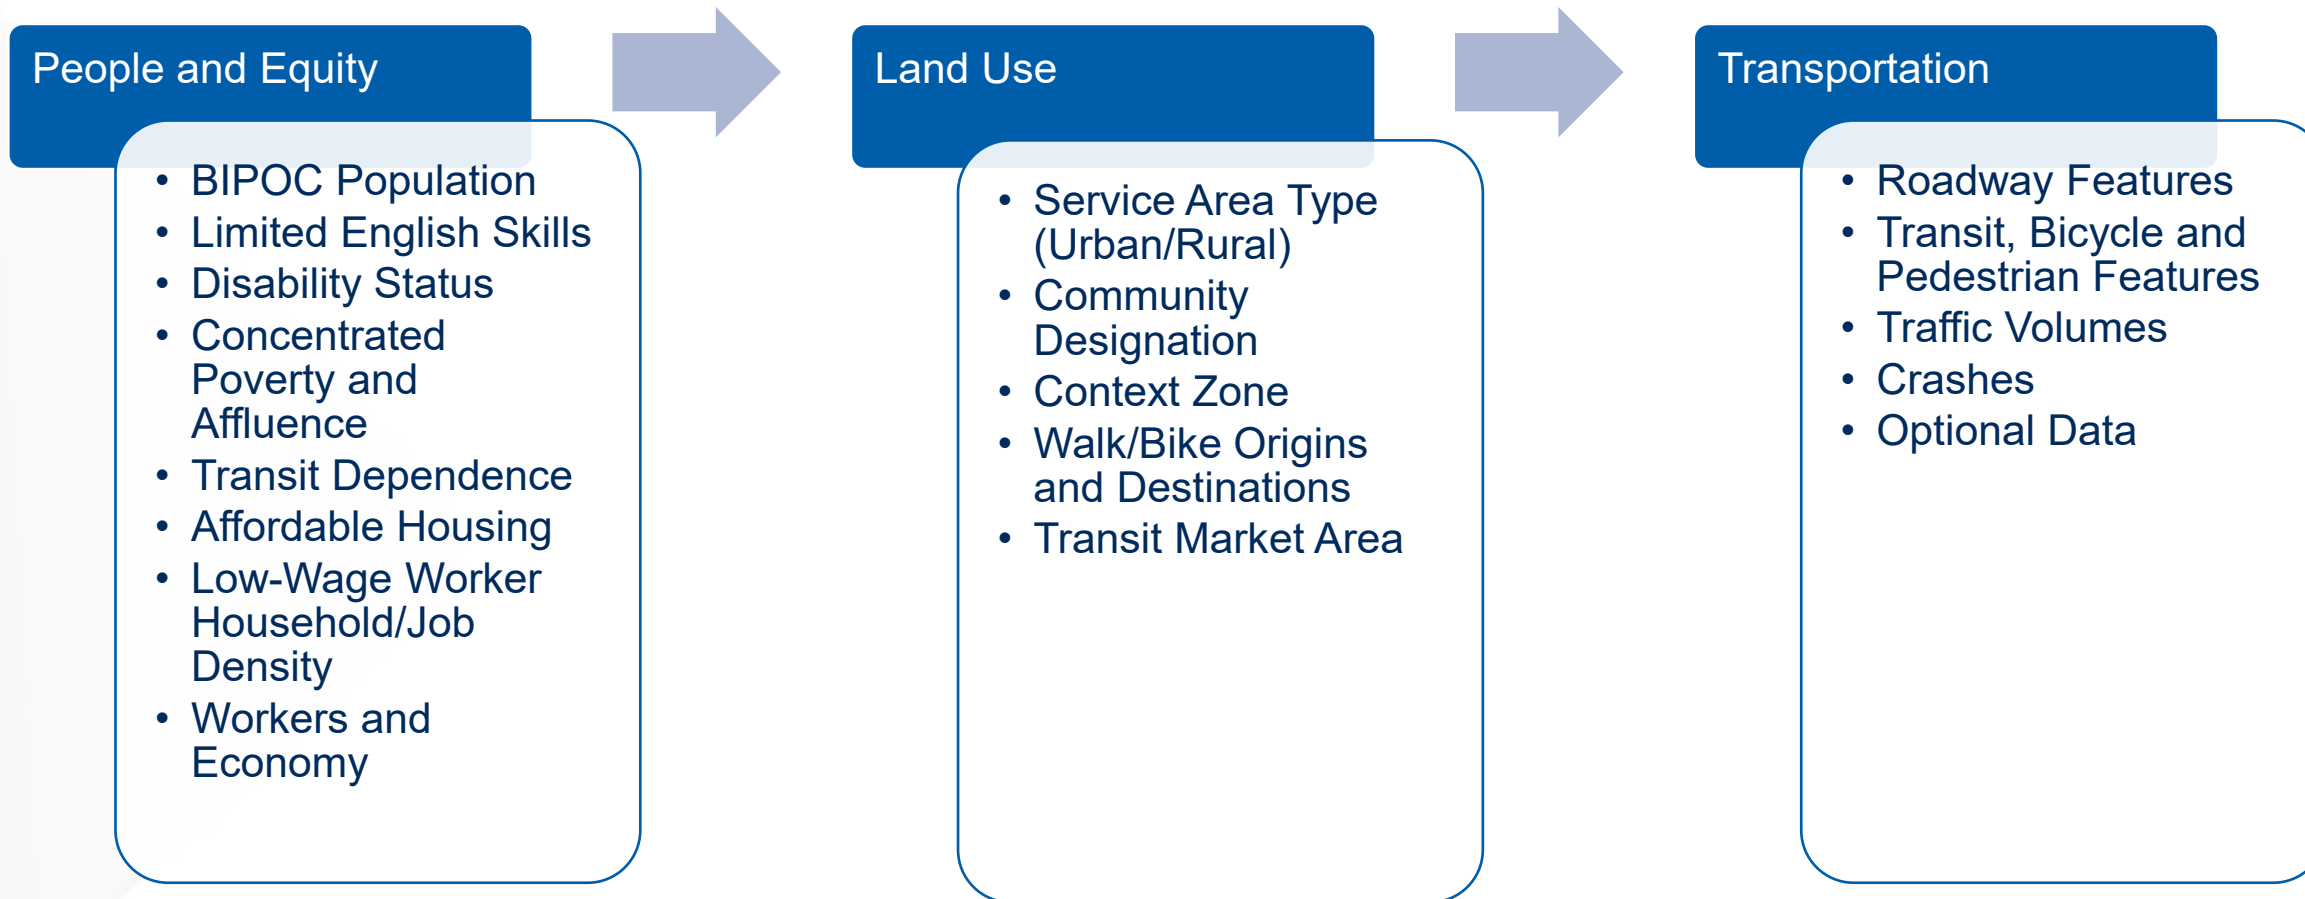 People and Equity
• BIPOC Population
• Limited English Skills
• Disability Status
• Concentrated
Poverty and
Affluence
• Transit Dependence
• Affordable Housing
• Low-Wage Worker
Household/Job
Density
• Workers and
Economy
Land Use
• Service Area Type
(Urban/Rural)
• Community
Designation
• Context Zone
• Walk/Bike Origins
and Destinations
• Transit Market Area
Transportation
• Roadway Features
• Transit, Bicycle and
Pedestrian Features
• Traffic Volumes
• Crashes
• Optional Data